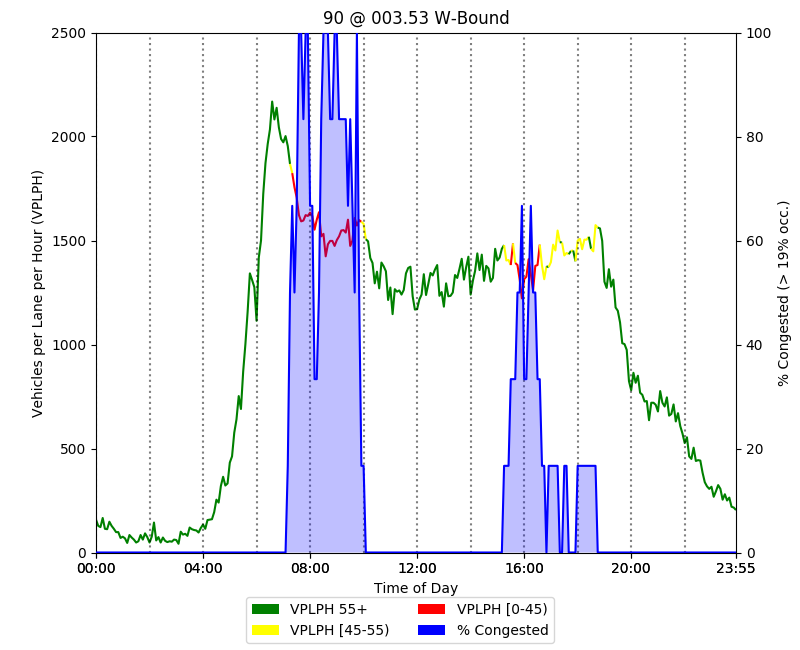 90 @ 003.53 W-Bound
2500
2000
1500
1000
500
0
Vehicles per Lane per Hour (VPLPH)
100
80
60
40
20
0
% Congested (> 19% occ.)
00:00 04:00 08:00 12:00 16:00 20:00 23:55
Time of Day
VPLPH 55+ VPLPH [0-45)
VPLPH [45-55) % Congested